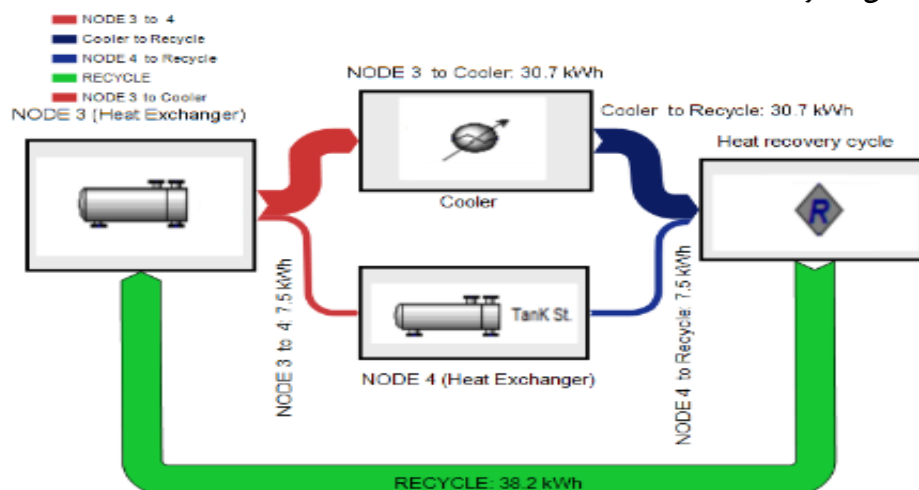 NODE 3 to 4
Cooler to Recycle
NODE 4 to Recycle
RECYCLE
NODE 3 to Cooler
NODE 3 (Heat Exchanger)
NODE 3 to Cooler: 30.7 kWh
Cooler to Recycle: 30.7 kWh
Heat recovery cycle
Cooler
R
NODE 3 to 4: 7.5 kWh
TanK St.
NODE 4 (Heat Exchanger)
NODE 4 to Recycle: 7.5 kWh
RECYCLE: 38.2 kWh